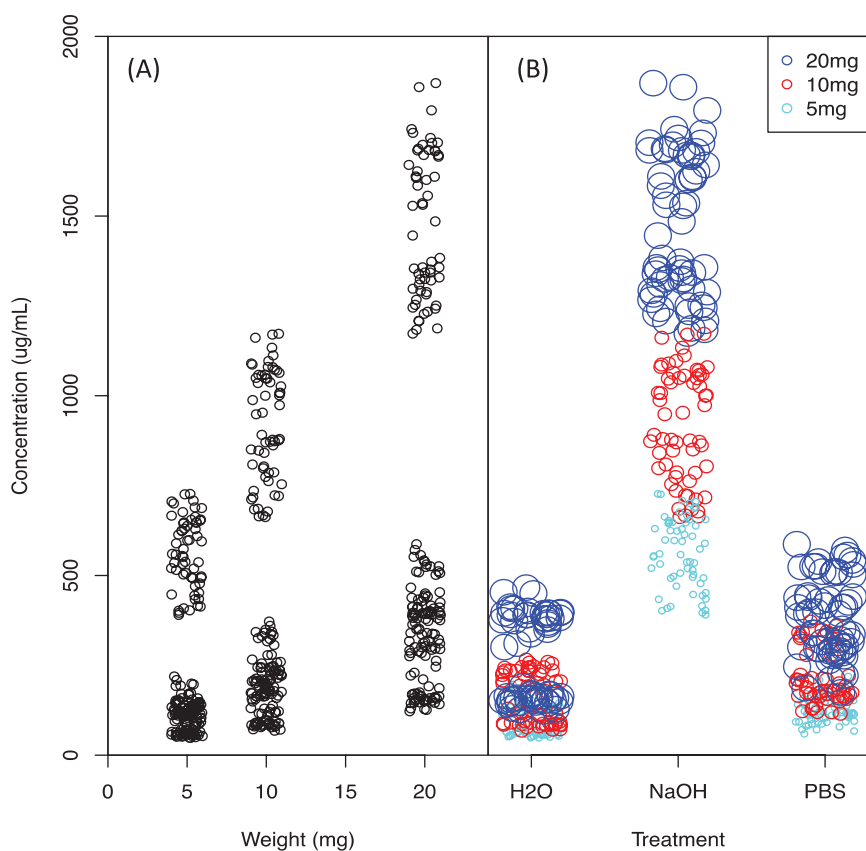 2000
(A)
(B)
20mg
10mg
5mg
1500
1000
500
0
Concentration (ug/mL)
0
5
10
15
20
H2O
NaOH
PBS
Weight (mg)
Treatment